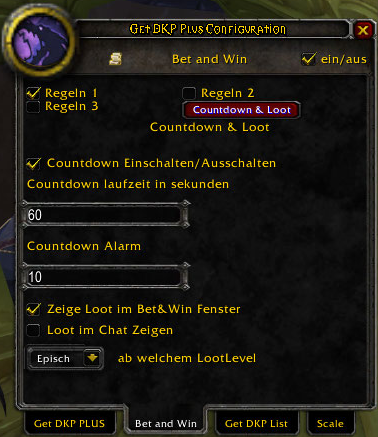 Get DKP Plus Configuration
Bet and Win
ein/aus
Regeln 1
Regeln 2
Regeln 3
Countdown & Loot
Countdown & Loot
Countdown Einschalten/Ausschalten
Countdown laufzeit in sekunden
60
Countdown Alarm
10
Zeige Loot im Bet&Win Fenster
Loot im Chat Zeigen
Episch
ab welchem LootLevel
Get DKP PLUS
Bet and Win
Get DKP List
Scale